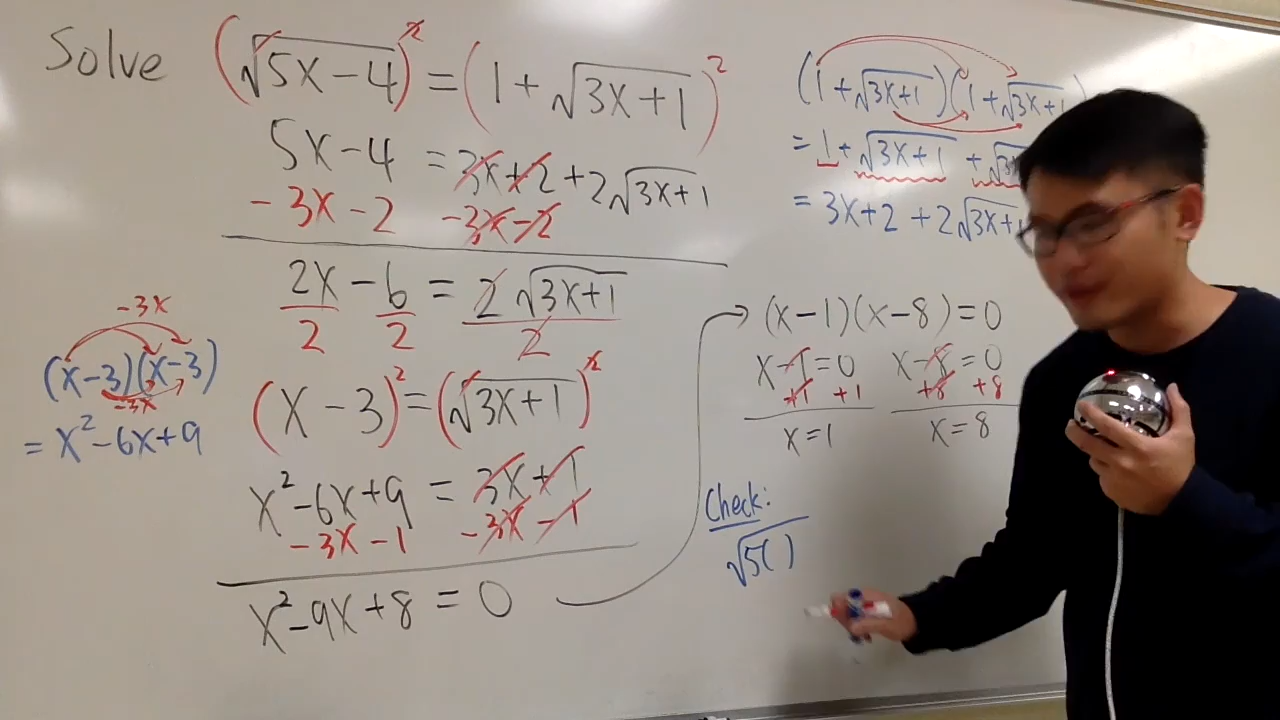 Solve (√(5x-4))² = (1+√(3x+1))²
5x-4 = 3x+2+2√(3x+1)
-3x-2 -3x-2
2x-6 = 2√(3x+1)
2 2 2
(x-3)² = (√(3x+1))²
x²-6x+9 = 3x+1
-3x-1 -3x-1
x²-9x+8 = 0
-3x
(x-3)(x-3)
-3x
= x²-6x+9
(1+√(3x+1))(1+√(3x+1))
= 1+√(3x+1) +
= 3x+2+2√(3x+1
(x-1)(x-8)=0
x-1=0 x-8=0
+1 +1 +8 +8
x=1 x=8
Check:
√(5( ))